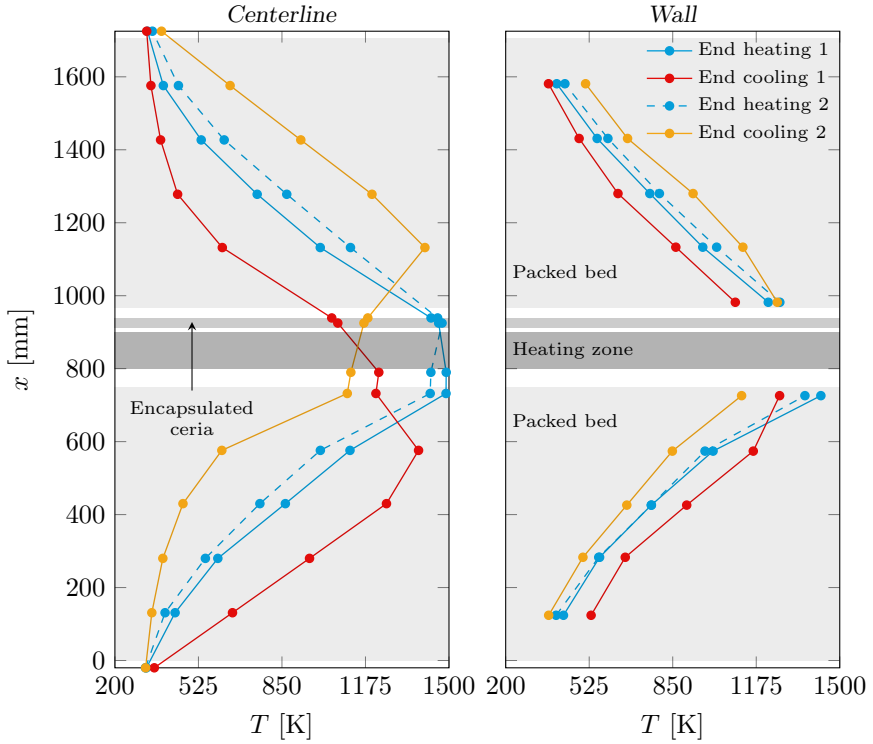 Centerline
Wall
1600
1400
1200
1000
800
600
400
200
0
x [mm]
Encapsulated
ceria
200
525
850
1175
1500
T [K]
End heating 1
End cooling 1
End heating 2
End cooling 2
Packed bed
Heating zone
Packed bed
200
525
850
1175
1500
T [K]